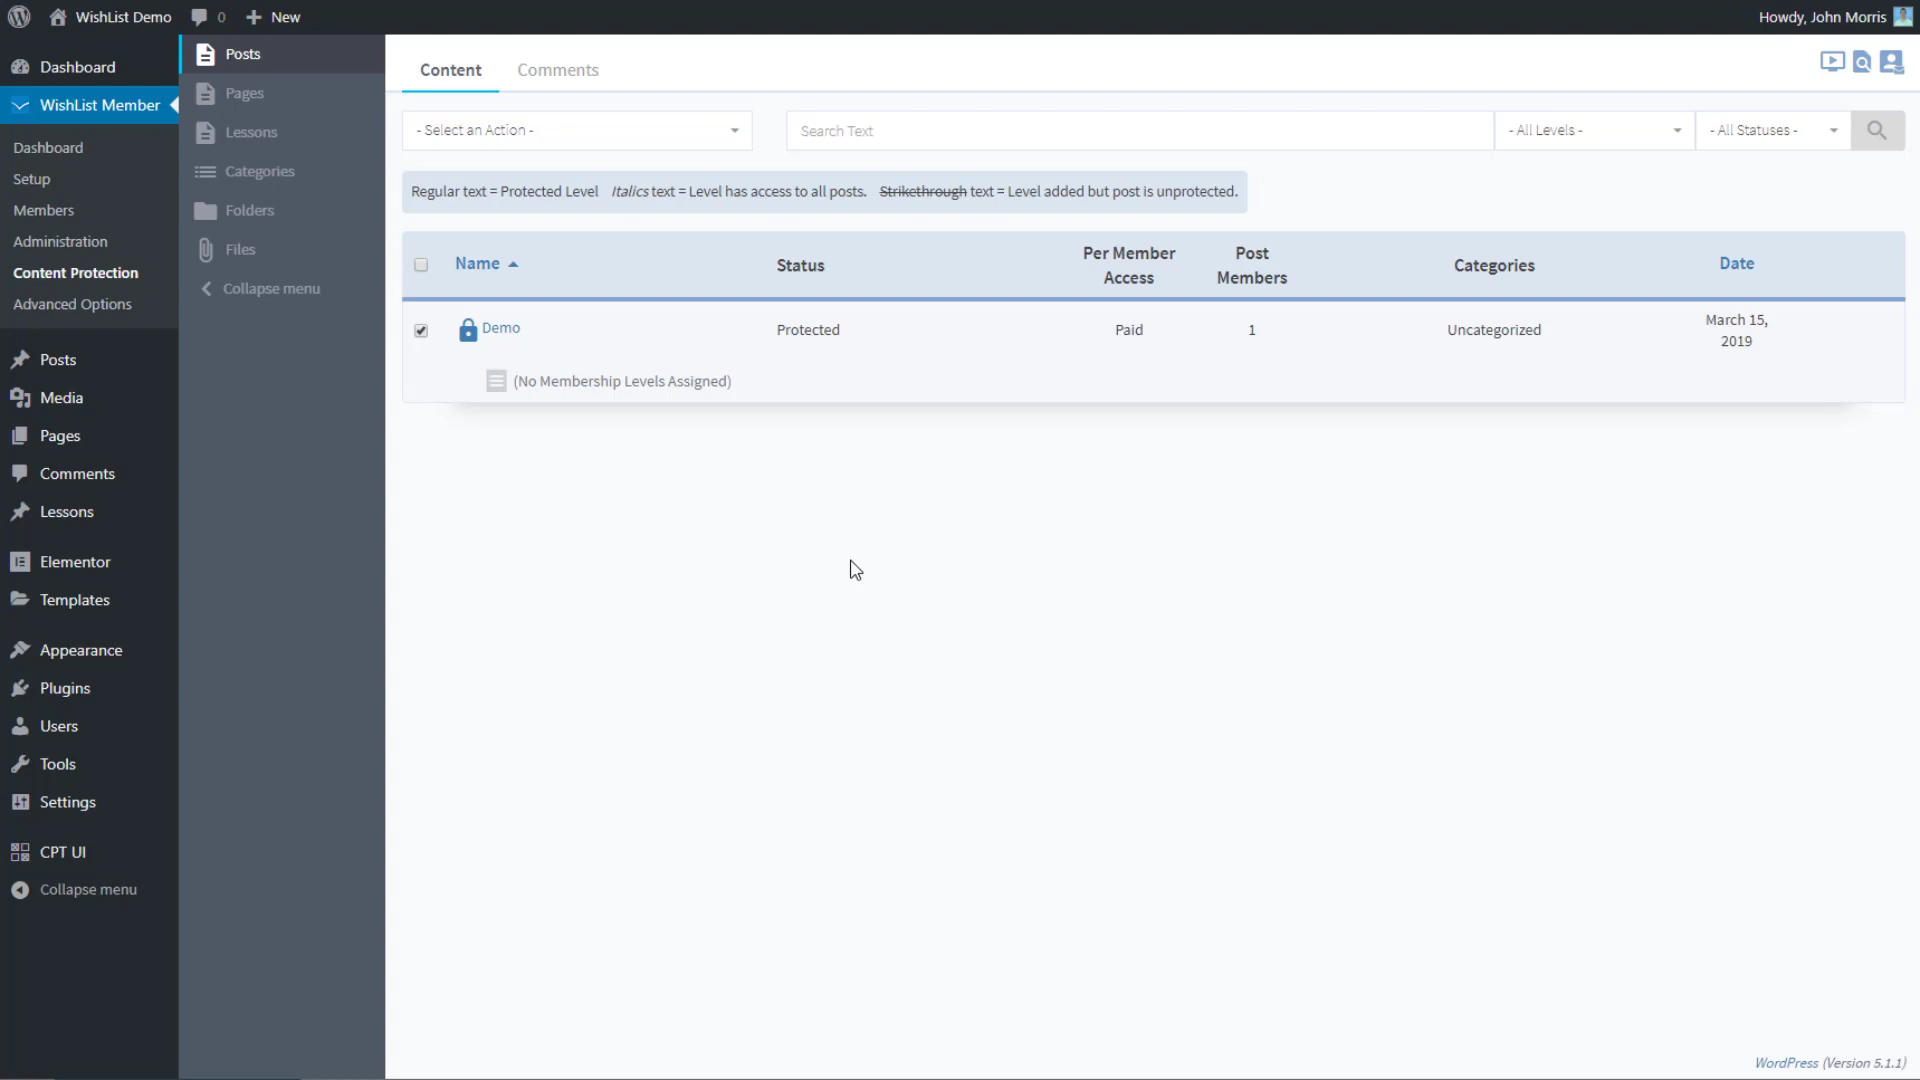 WishList Demo 0 New Howdy, John Morris
Dashboard
WishList Member
Dashboard
Setup
Members
Administration
Content Protection
Advanced Options
Posts
Media
Pages
Comments
Lessons
Elementor
Templates
Appearance
Plugins
Users
Tools
Settings
CPT UI
Collapse menu
Posts
Pages
Lessons
Categories
Folders
Files
Collapse menu
Content Comments
- Select an Action - Search Text - All Levels - - All Statuses -
Regular text = Protected Level Italics text = Level has access to all posts. Strikethrough text = Level added but post is unprotected.
Name Status Per Member Access Post Members Categories Date
Demo Protected Paid 1 Uncategorized March 15, 2019
(No Membership Levels Assigned)
WordPress (Version 5.1.1)